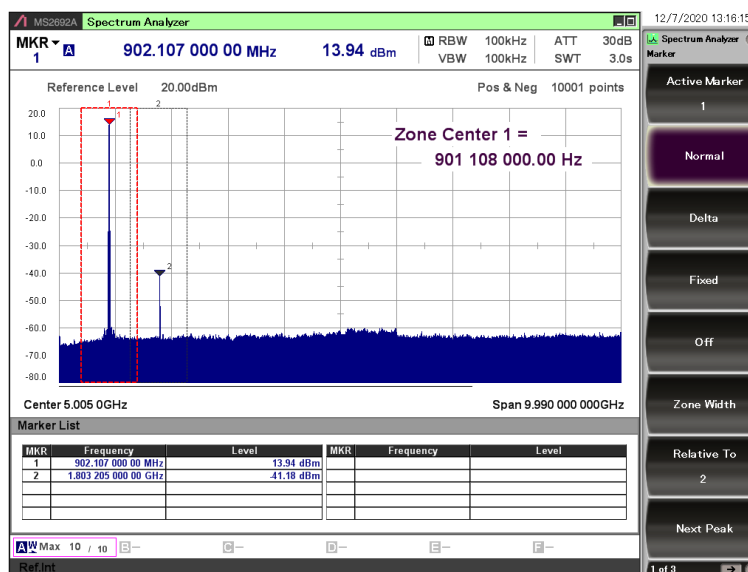 MS2692A Spectrum Analyzer
12/7/2020 13:16:15
MKR 1 A 902.107 000 00 MHz 13.94 dBm
RBW 100kHz ATT 30dB
VBW 100kHz SWT 3.0s
Spectrum Analyzer
Marker
Reference Level 20.00dBm Pos & Neg 10001 points
1 2
20.0
10.0
0.0
-10.0
-20.0
-30.0
-40.0
-50.0
-60.0
-70.0
-80.0
1
2
Zone Center 1 =
901 108 000.00 Hz
Center 5.005 0GHz Span 9.990 000 000GHz
Marker List
MKR Frequency Level MKR Frequency Level
1 902.107 000 00 MHz 13.94 dBm
2 1.803 205 000 00 GHz -41.18 dBm
A W Max 10 / 10 B- C- D- E- F-
Ref.Int
Active Marker
1
Normal
Delta
Fixed
Off
Zone Width
Relative To
2
Next Peak
1 of 3